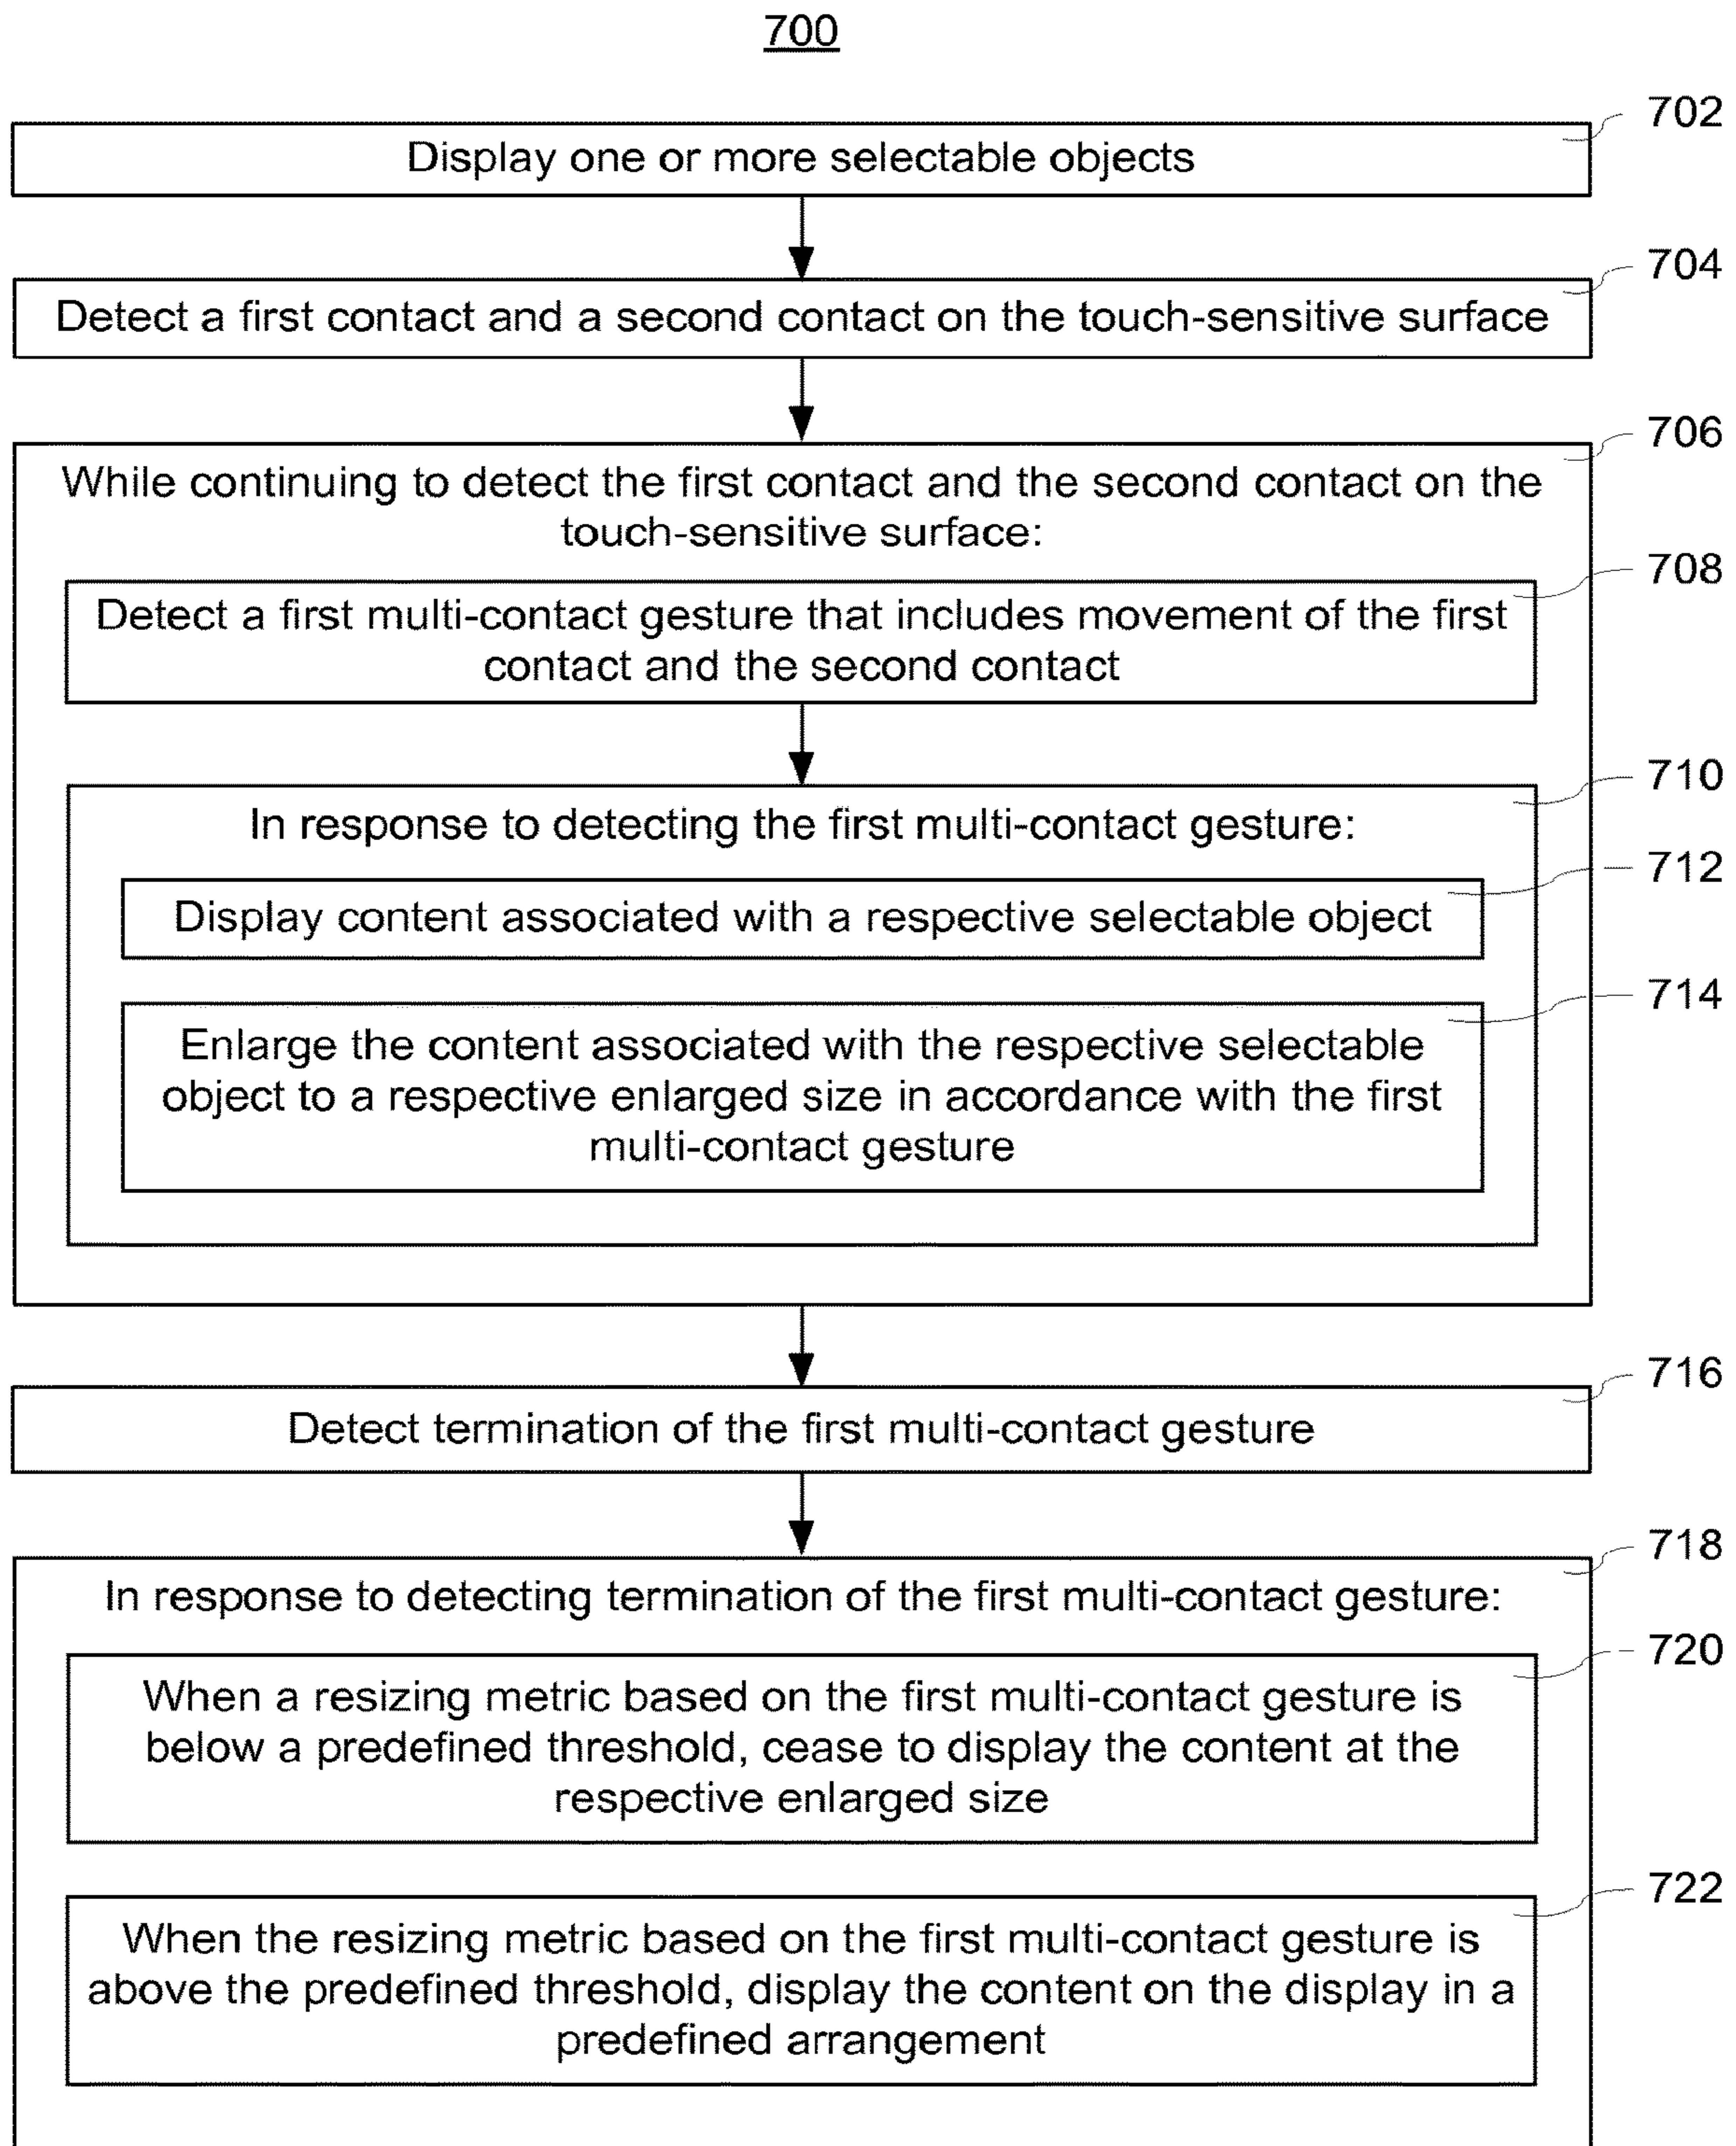 700
702
Display one or more selectable objects
704
Detect a first contact and a second contact on the touch-sensitive surface
706
While continuing to detect the first contact and the second contact on the
touch-sensitive surface:
708
Detect a first multi-contact gesture that includes movement of the first
contact and the second contact
710
In response to detecting the first multi-contact gesture:
712
Display content associated with a respective selectable object
714
Enlarge the content associated with the respective selectable
object to a respective enlarged size in accordance with the first
multi-contact gesture
716
Detect termination of the first multi-contact gesture
718
In response to detecting termination of the first multi-contact gesture:
720
When a resizing metric based on the first multi-contact gesture is
below a predefined threshold, cease to display the content at the
respective enlarged size
722
When the resizing metric based on the first multi-contact gesture is
above the predefined threshold, display the content on the display in a
predefined arrangement